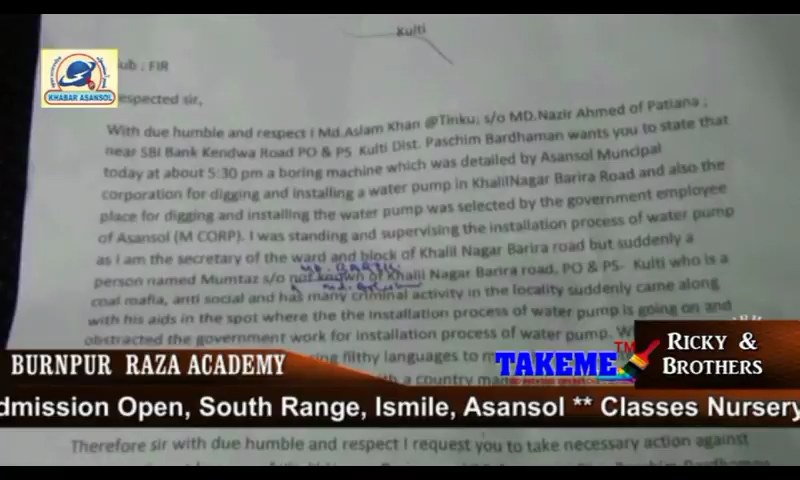 Kulti
ub : FIR
espected sir,
With due humble and respect I Md.Aslam Khan @Tinku, s/o MD.Nazir Ahmed of Patiana ,
near SBI Bank Kendwa Road PO & PS Kulti Dist. Paschim Bardhaman wants you to state that
today at about 5:30 pm a boring machine which was detailed by Asansol Muncipal
corporation for digging and installing a water pump in KhalilNagar Barira Road and also the
place for digging and installing the water pump was selected by the government employee
of Asansol (M CORP). I was standing and supervising the installation process of water pump
as I am the secretary of the ward and block of Khalil Nagar Barira road but suddenly a
person named Mumtaz s/o not known of Khalil Nagar Barira road, PO & PS- Kulti who is a
coal mafia, anti social and has many criminal activity in the locality suddenly came along
with his aids in the spot where the the installation process of water pump is going on and
obstracted the government work for installation process of water pump.
ing filthy languages to
a country
KHABAR ASANSOL
BURNPUR RAZA ACADEMY
TAKEME TM
RICKY & BROTHERS
dmission Open, South Range, Ismile, Asansol ** Classes Nursery
Therefore sir with due humble and respect I request you to take necessary action against